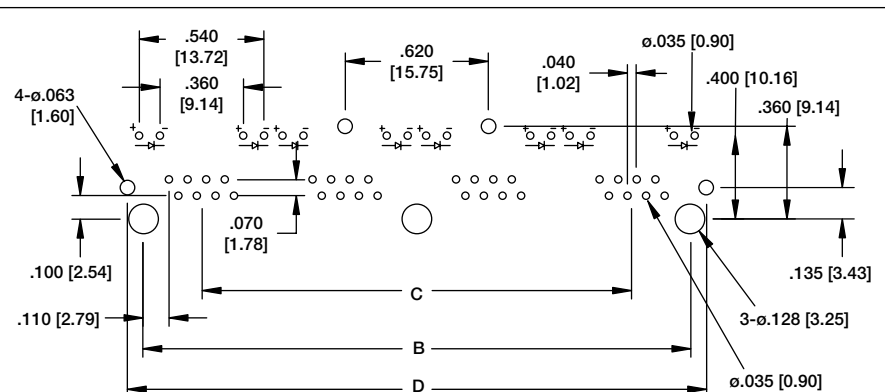 .540
[13.72]
.620
[15.75]
.040
[1.02]
ø.035 [0.90]
.400 [10.16]
.360
[9.14]
.360 [9.14]
4-ø.063
[1.60]
+ - + - + - + - + - + - + - + -
.070
[1.78]
.100 [2.54]
.135 [3.43]
.110 [2.79]
C
3-ø.128 [3.25]
B
ø.035 [0.90]
D